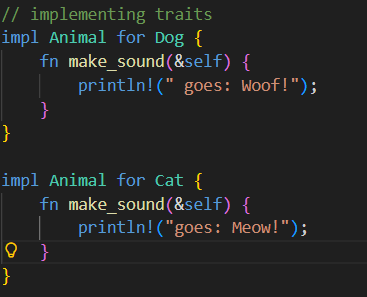 // implementing traits
impl Animal for Dog {
    fn make_sound(&self) {
        println!(" goes: Woof!");
    }
}

impl Animal for Cat {
    fn make_sound(&self) {
        println!("goes: Meow!");
    }
}